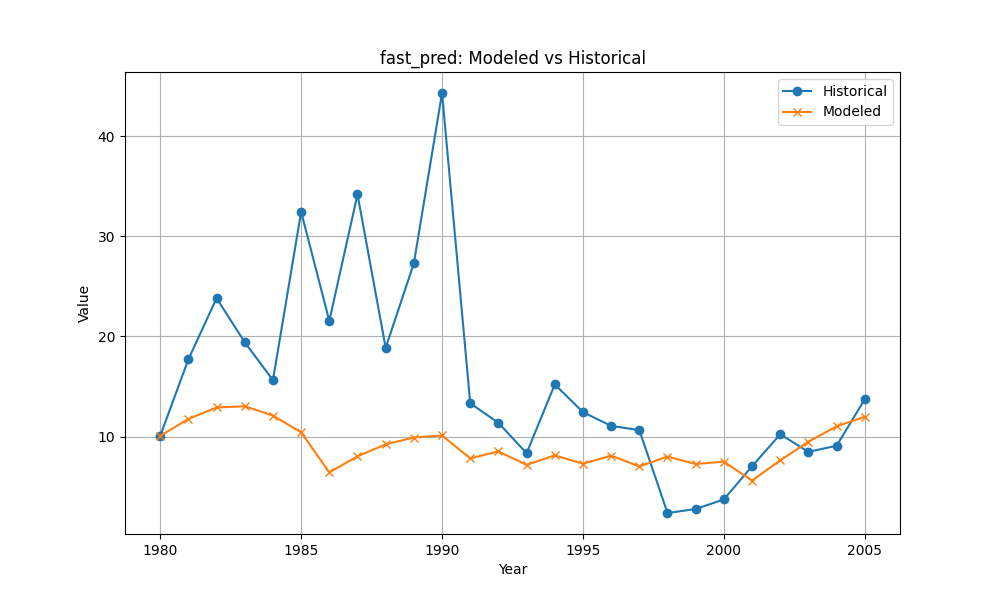 fast_pred: Modeled vs Historical
Historical
Modeled
Value
40
30
20
10
1980 1985 1990 1995 2000 2005
Year